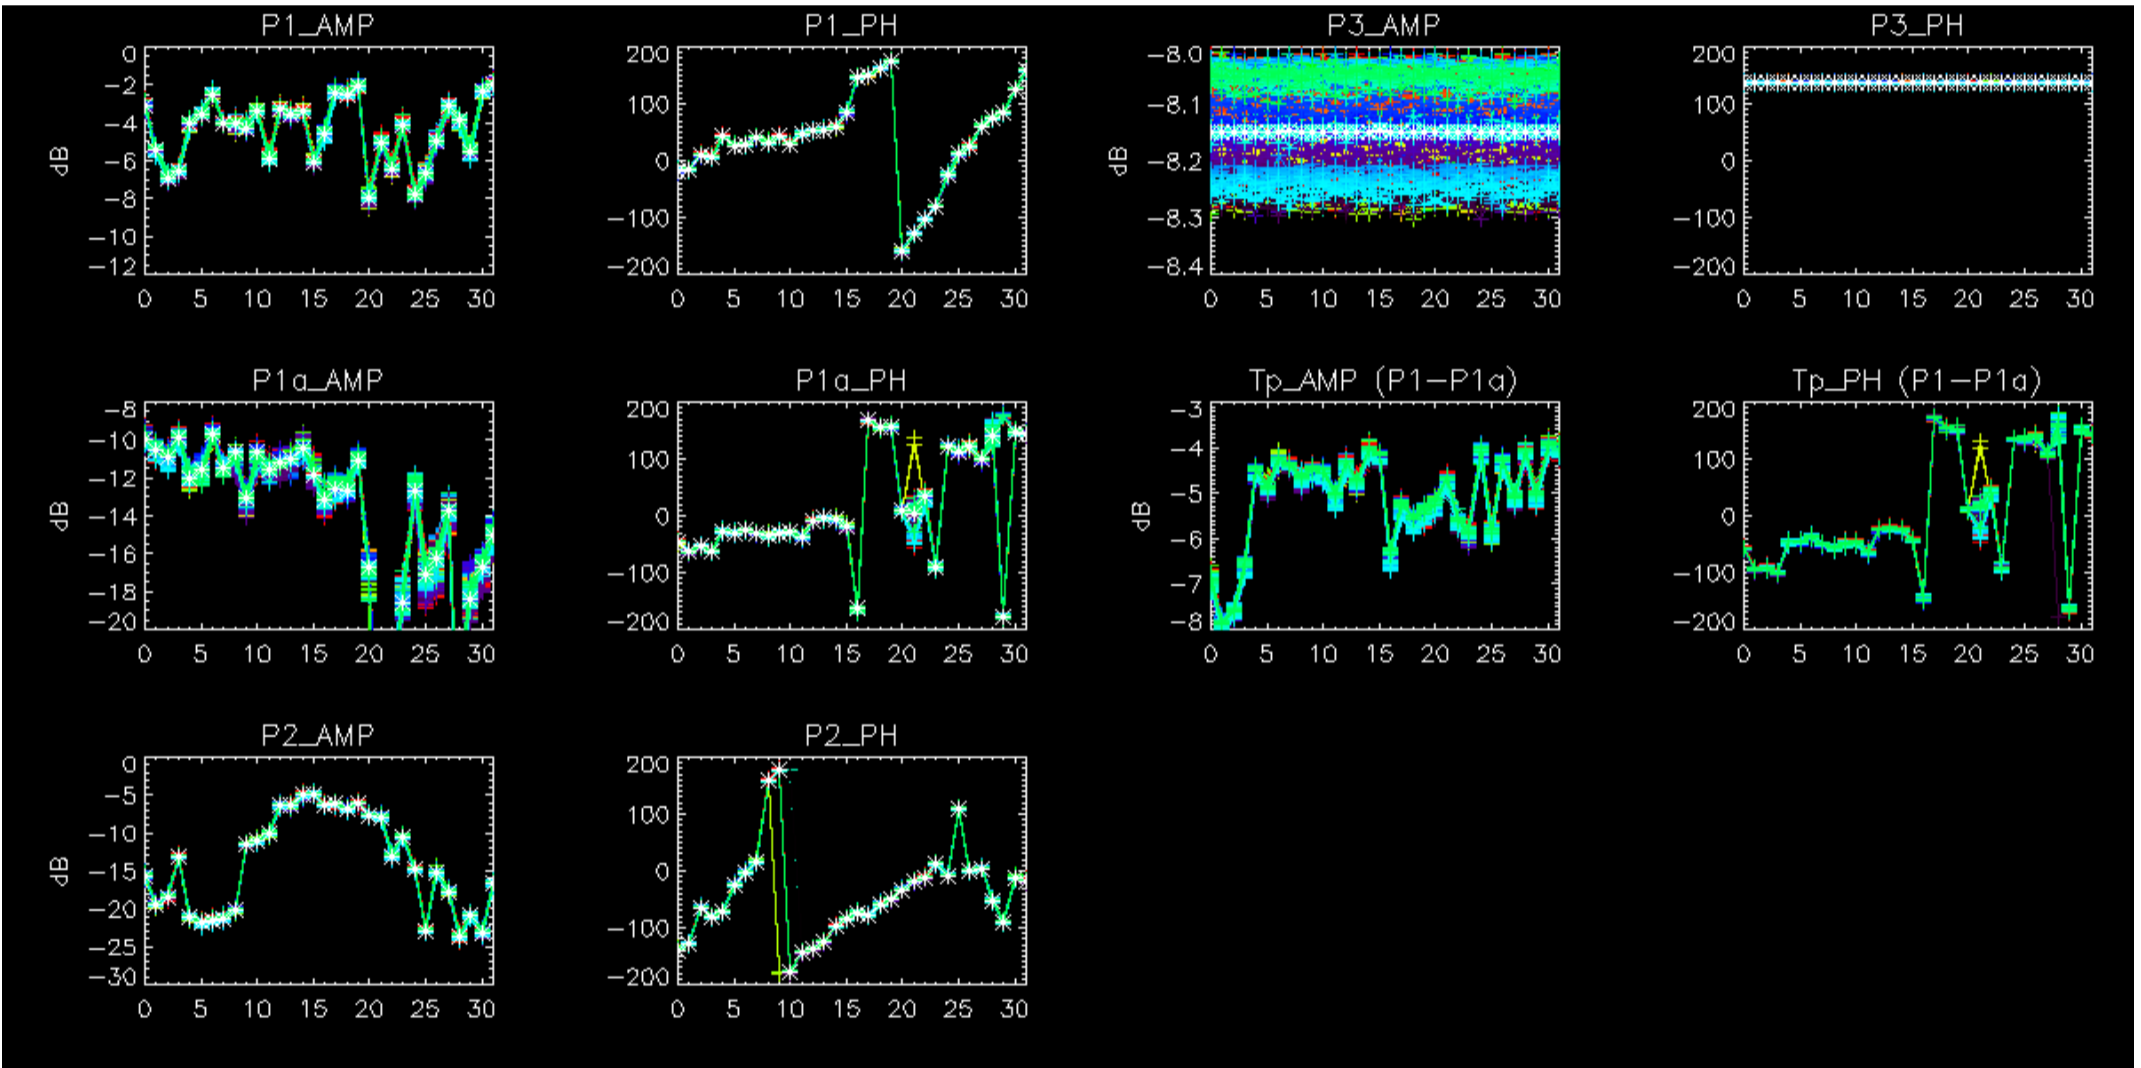 P1_AMP
dB
0
−2
−4
−6
−8
−10
−12
0 5 10 15 20 25 30
P1_PH
200
100
0
−100
−200
0 5 10 15 20 25 30
P3_AMP
dB
−8.0
−8.1
−8.2
−8.3
−8.4
0 5 10 15 20 25 30
P3_PH
200
100
0
−100
−200
0 5 10 15 20 25 30
P1a_AMP
dB
−8
−10
−12
−14
−16
−18
−20
0 5 10 15 20 25 30
P1a_PH
200
100
0
−100
−200
0 5 10 15 20 25 30
Tp_AMP (P1−P1a)
dB
−3
−4
−5
−6
−7
−8
0 5 10 15 20 25 30
Tp_PH (P1−P1a)
200
100
0
−100
−200
0 5 10 15 20 25 30
P2_AMP
dB
0
−5
−10
−15
−20
−25
−30
0 5 10 15 20 25 30
P2_PH
200
100
0
−100
−200
0 5 10 15 20 25 30